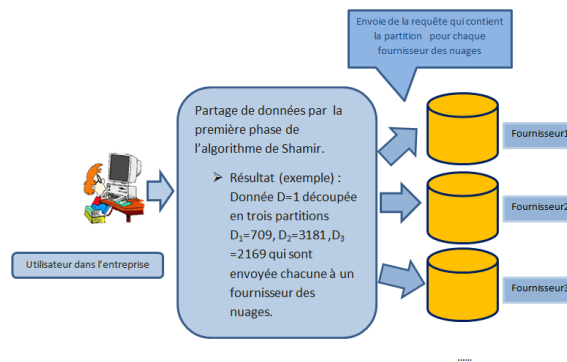 Envoie de la requête qui contient
la partition pour chaque
fournisseur des nuages
Partage de données par la
première phase de
l'algorithme de Shamir.
➢ Résultat (exemple) :
Donnée D=1 découpée
en trois partitions
D₁=709, D₂=3181,D₃
=2169 qui sont
envoyée chacune à un
fournisseur des
nuages.
Utilisateur dans l'entreprise
Fournisseur1
Fournisseur2
Fournisseur3
......